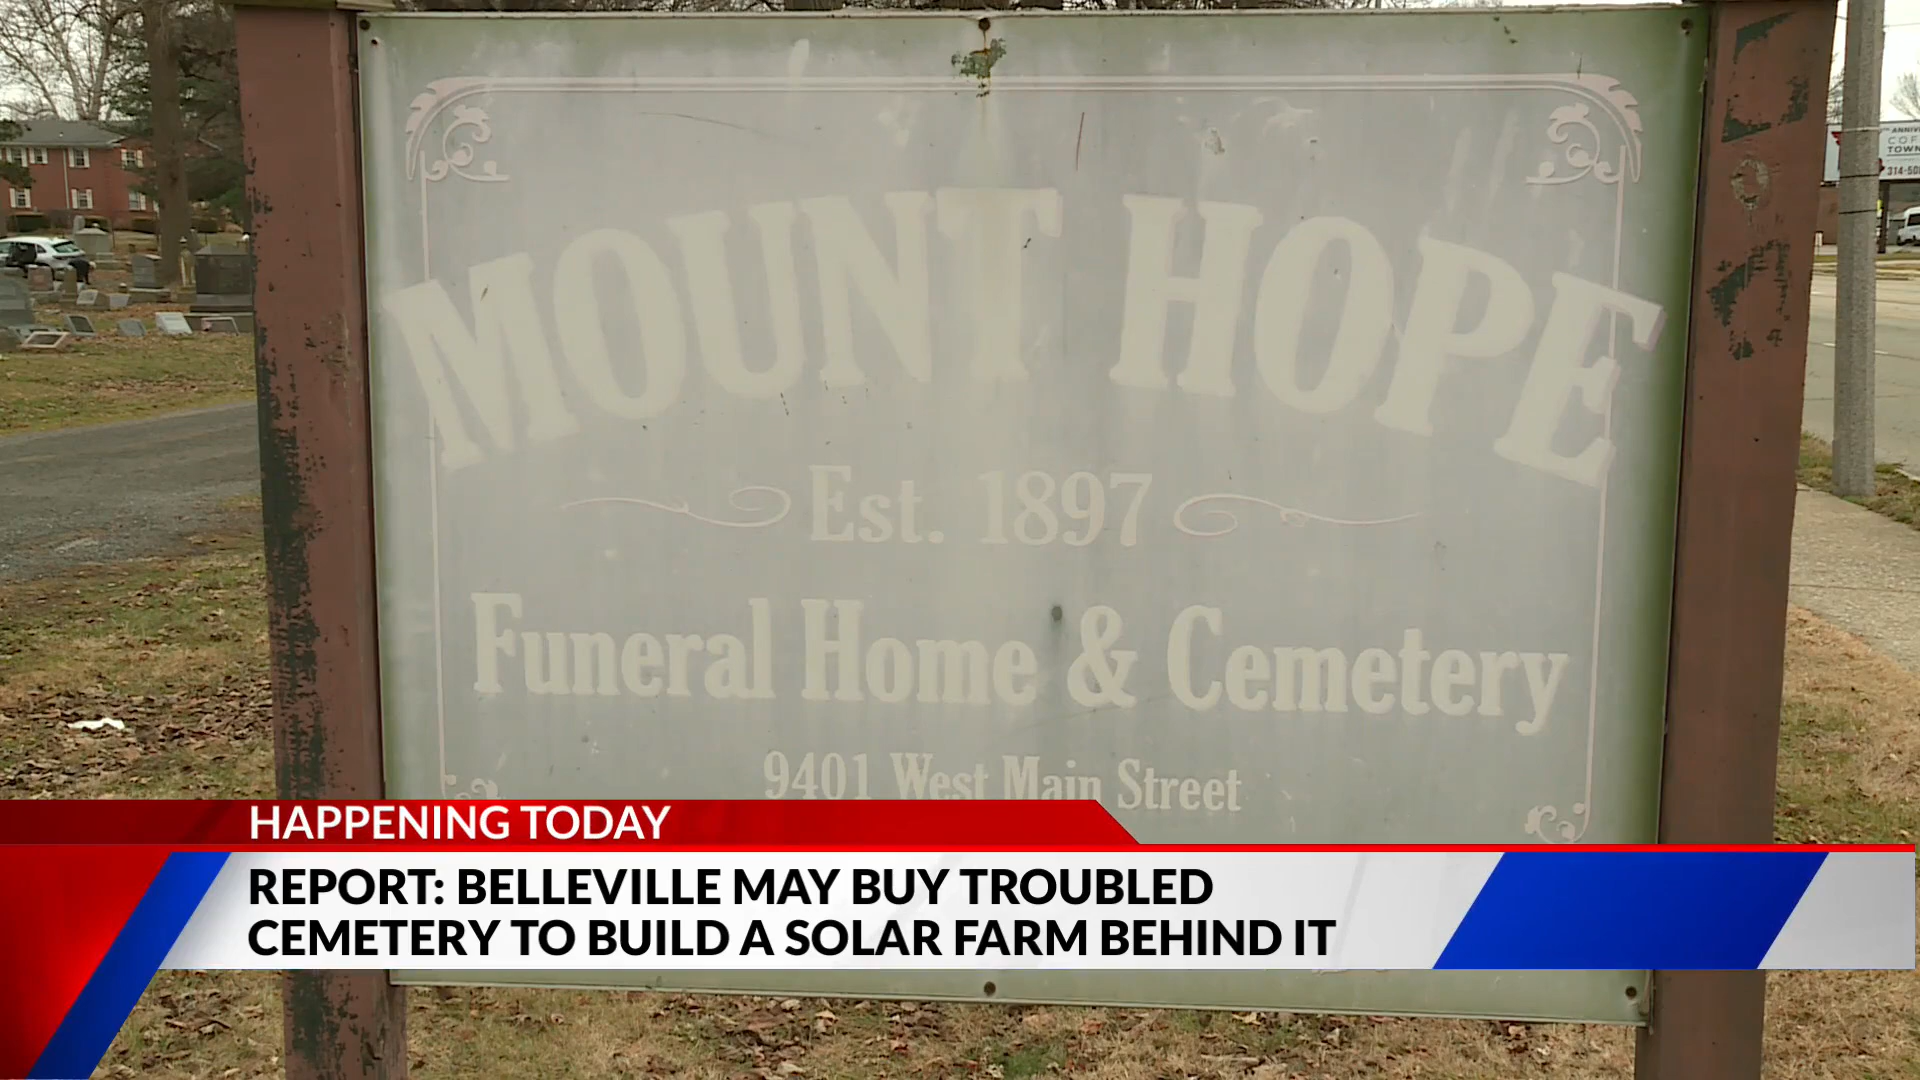 MOUNT HOPE
Est. 1897
Funeral Home & Cemetery
9401 West Main Street
HAPPENING TODAY
REPORT: BELLEVILLE MAY BUY TROUBLED
CEMETERY TO BUILD A SOLAR FARM BEHIND IT